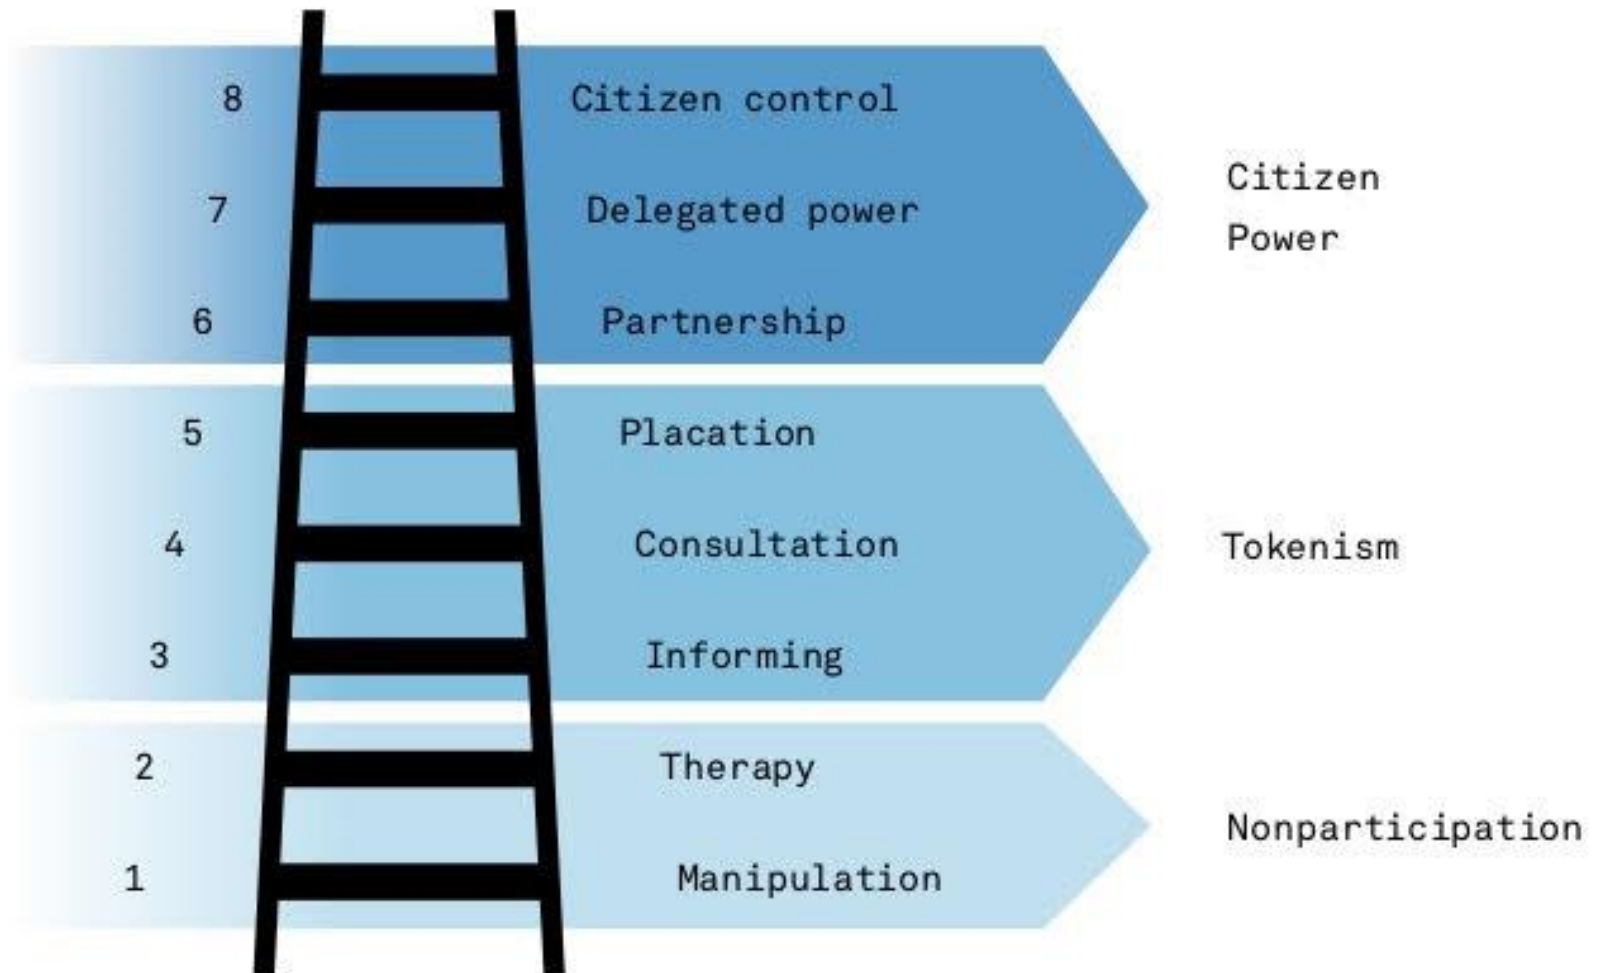 8 Citizen control
7 Delegated power
6 Partnership
Citizen
Power
5 Placation
4 Consultation
3 Informing
Tokenism
2 Therapy
1 Manipulation
Nonparticipation